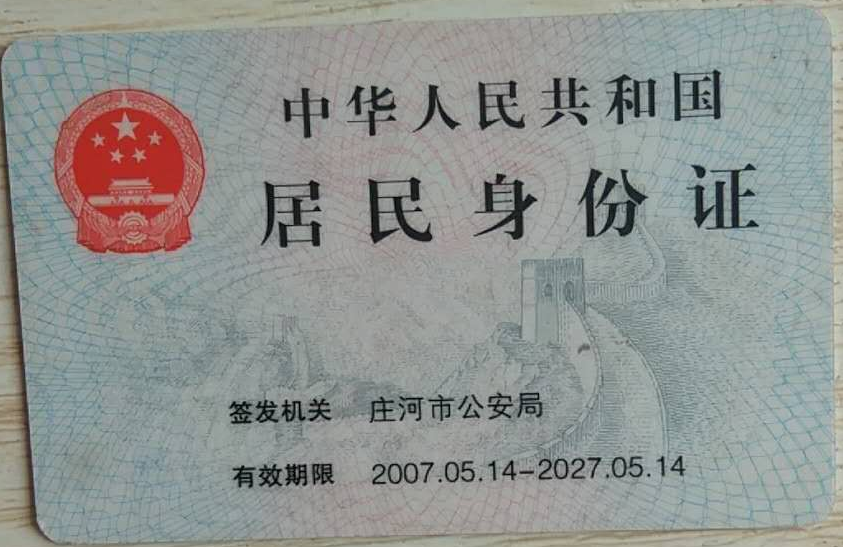 中华人民共和国
居民身份证
签发机关 庄河市公安局
有效期限 2007.05.14-2027.05.14